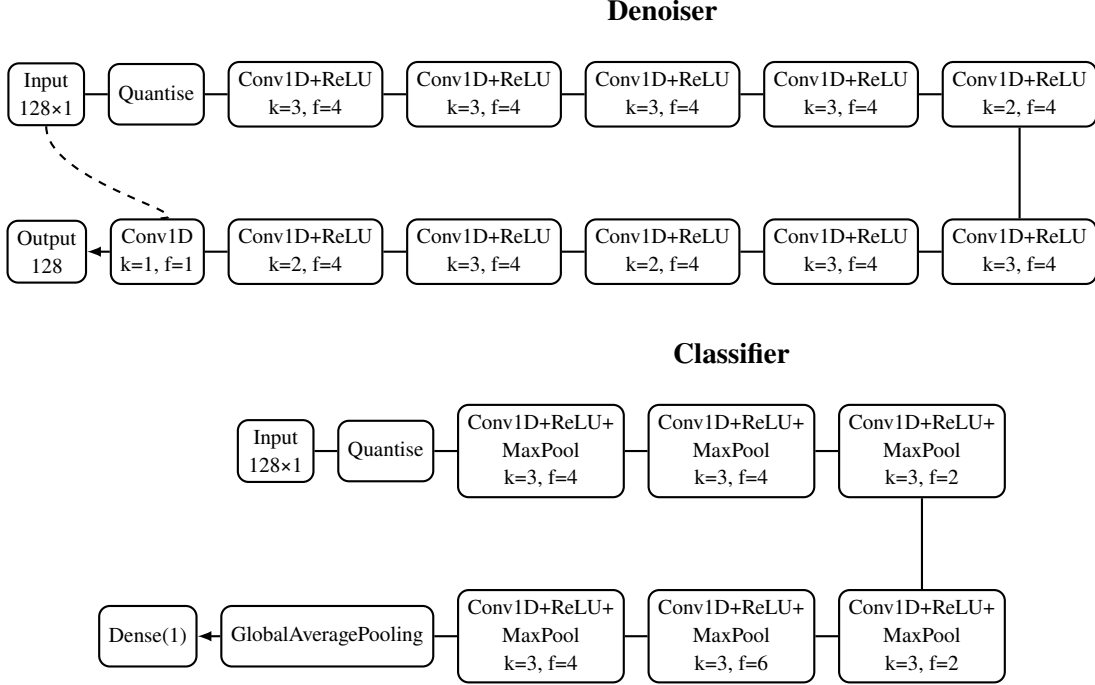 Denoiser
Input
128×1
Quantise
Conv1D+ReLU
k=3, f=4
Conv1D+ReLU
k=3, f=4
Conv1D+ReLU
k=3, f=4
Conv1D+ReLU
k=3, f=4
Conv1D+ReLU
k=2, f=4
Output
128
Conv1D
k=1, f=1
Conv1D+ReLU
k=2, f=4
Conv1D+ReLU
k=3, f=4
Conv1D+ReLU
k=2, f=4
Conv1D+ReLU
k=3, f=4
Conv1D+ReLU
k=3, f=4
Classifier
Input
128×1
Quantise
Conv1D+ReLU+
MaxPool
k=3, f=4
Conv1D+ReLU+
MaxPool
k=3, f=4
Conv1D+ReLU+
MaxPool
k=3, f=2
Dense(1)
GlobalAveragePooling
Conv1D+ReLU+
MaxPool
k=3, f=4
Conv1D+ReLU+
MaxPool
k=3, f=6
Conv1D+ReLU+
MaxPool
k=3, f=2